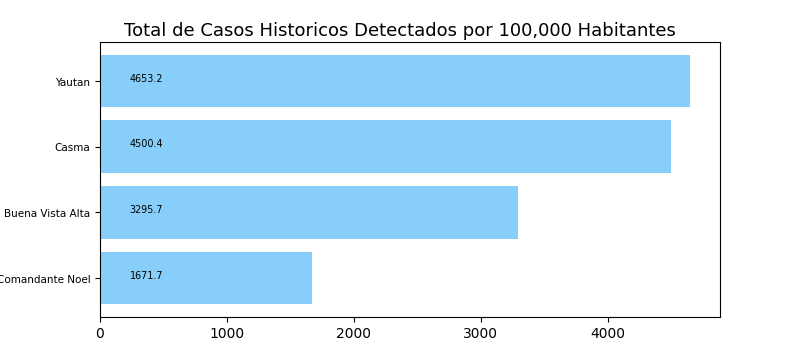 Total de Casos Historicos Detectados por 100,000 Habitantes
Yautan
4653.2
Casma
4500.4
Buena Vista Alta
3295.7
Comandante Noel
1671.7
0 1000 2000 3000 4000